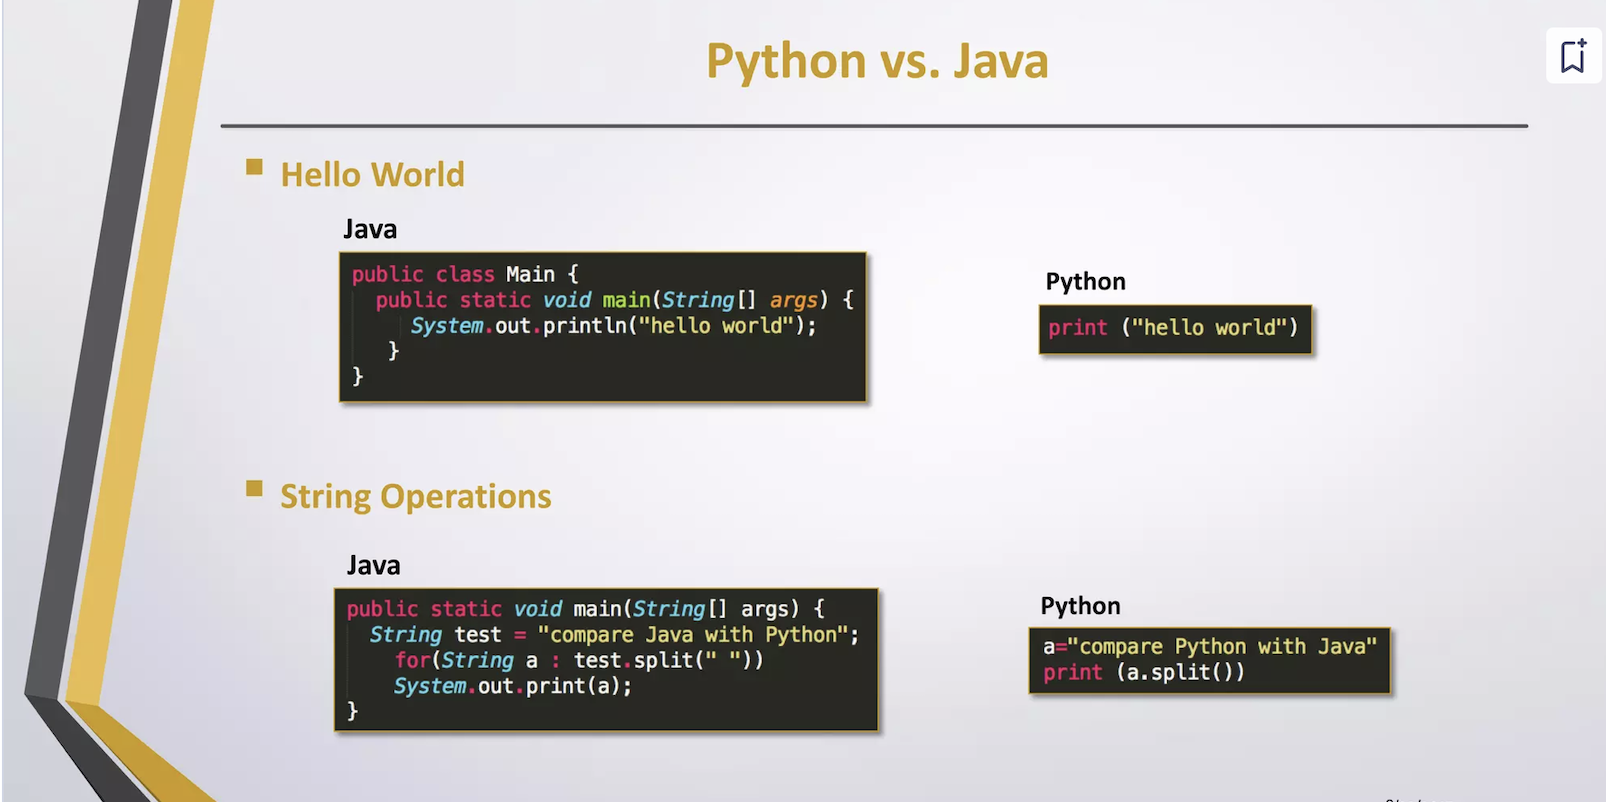 Python vs. Java
Hello World
Java
public class Main {
public static void main(String[] args) {
System.out.println("hello world");
}
}
Python
print ("hello world")
String Operations
Java
public static void main(String[] args) {
String test = "compare Java with Python";
for(String a : test.split(" "))
System.out.print(a);
}
Python
a="compare Python with Java"
print (a.split())